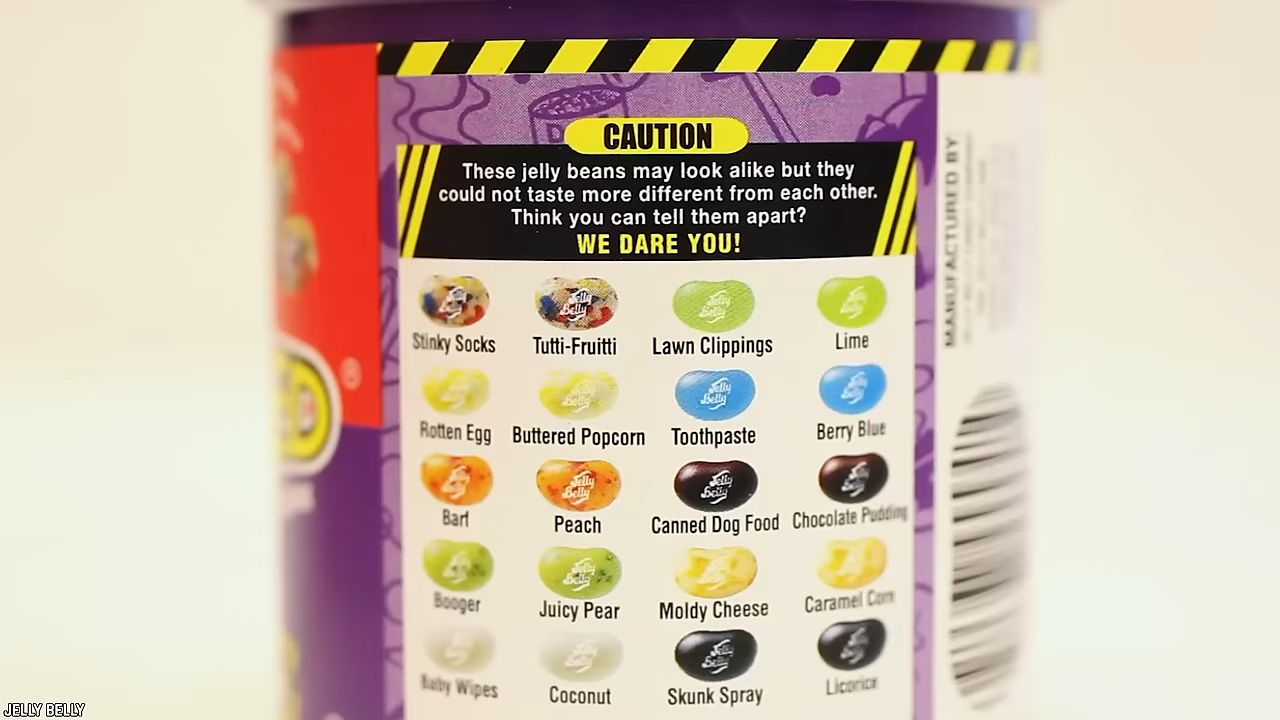 CAUTION
These jelly beans may look alike but they
could not taste more different from each other.
Think you can tell them apart?
WE DARE YOU!
Stinky Socks Tutti-Fruitti Lawn Clippings Lime
Rotten Egg Buttered Popcorn Toothpaste Berry Blue
Barf Peach Canned Dog Food Chocolate Pudding
Booger Juicy Pear Moldy Cheese Caramel Corn
Baby Wipes Coconut Skunk Spray Licorice
MANUFACTURED BY
JELLY BELLY